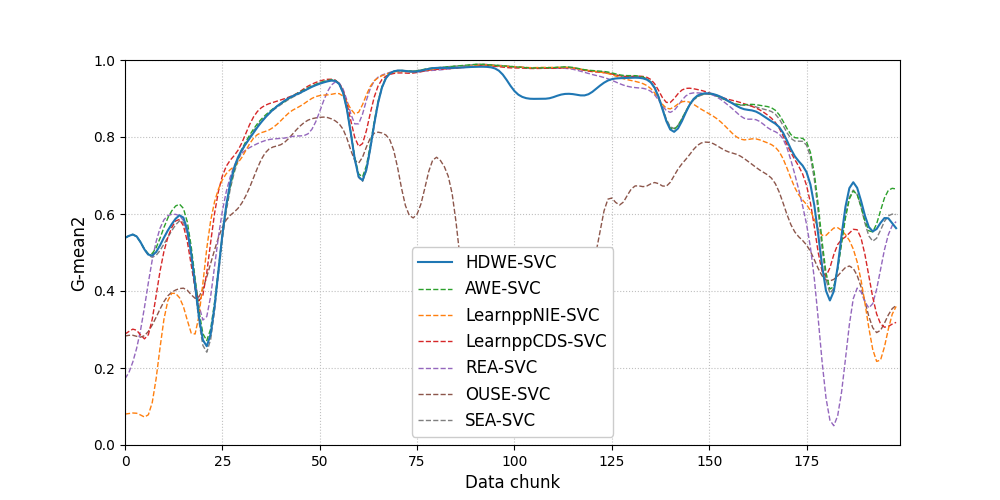 1.0
0.8
0.6
0.4
0.2
0.0
G-mean2
HDWE-SVC
AWE-SVC
LearnppNIE-SVC
LearnppCDS-SVC
REA-SVC
OUSE-SVC
SEA-SVC
0 25 50 75 100 125 150 175
Data chunk